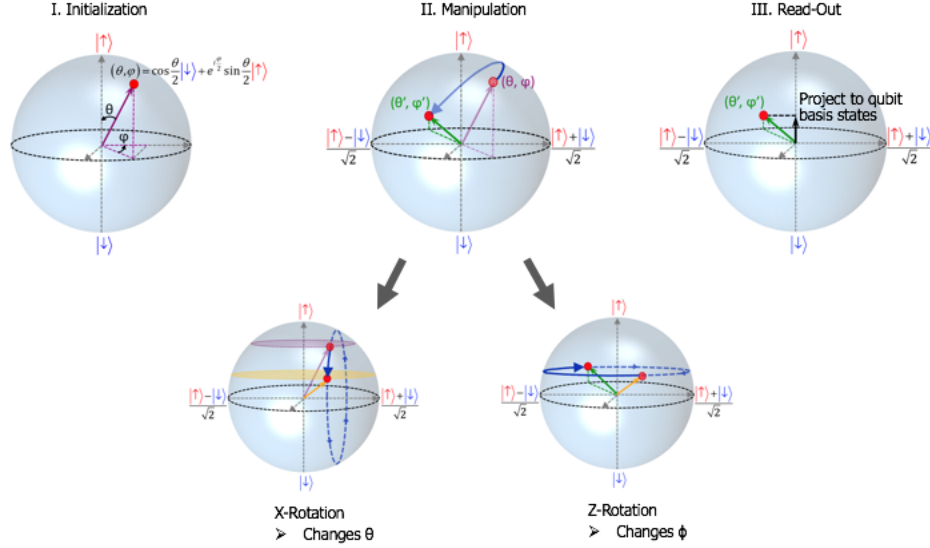 I. Initialization
II. Manipulation
III. Read-Out
|↑⟩
|↑⟩
|↑⟩
(θ,φ)=cos θ/2|↓⟩+e^{iφ/2} sin θ/2|↑⟩
θ
φ
(θ, φ)
(θ', φ')
(θ', φ')
Project to qubit
basis states
|↑⟩−|↓⟩/√2
|↑⟩+|↓⟩/√2
|↑⟩−|↓⟩/√2
|↑⟩+|↓⟩/√2
|↓⟩
|↓⟩
|↓⟩
|↑⟩
|↑⟩
|↑⟩−|↓⟩/√2
|↑⟩+|↓⟩/√2
|↑⟩−|↓⟩/√2
|↑⟩+|↓⟩/√2
|↓⟩
|↓⟩
X-Rotation
➢ Changes θ
Z-Rotation
➢ Changes ϕ